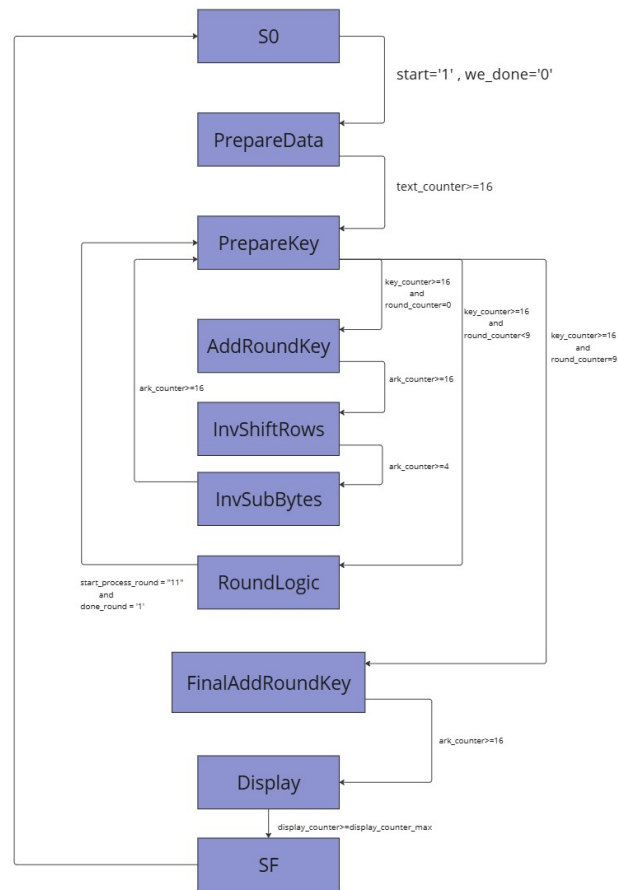 S0
start='1' , we_done='0'
PrepareData
text_counter>=16
PrepareKey
key_counter>=16
and
round_counter=0
key_counter>=16
and
round_counter<9
key_counter>=16
and
round_counter=9
AddRoundKey
ark_counter>=16
ark_counter>=16
InvShiftRows
ark_counter>=4
InvSubBytes
RoundLogic
start_process_round = "11"
and
done_round = '1'
FinalAddRoundKey
ark_counter>=16
Display
display_counter>=display_counter_max
SF